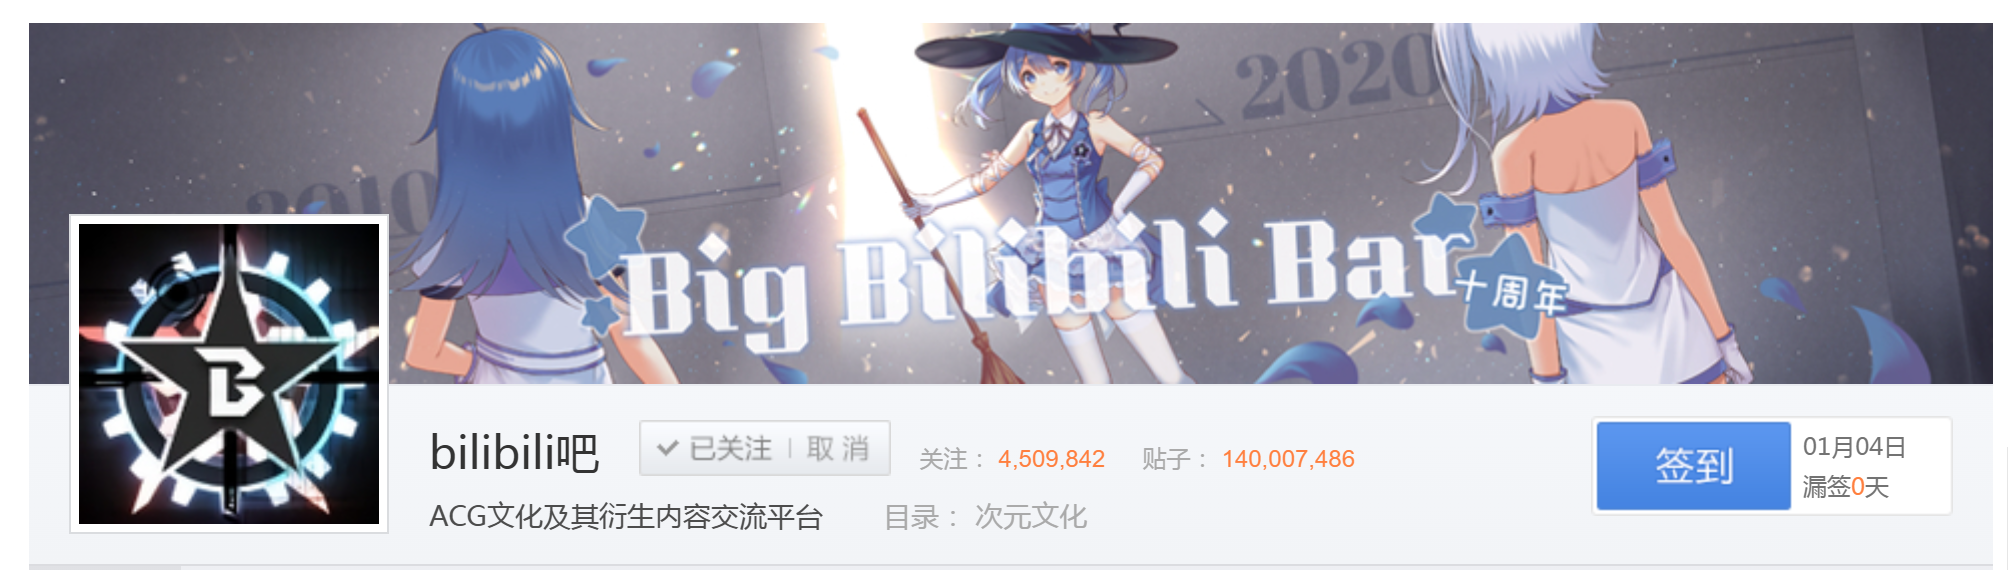 2010
2020
Big Bilibili Bar
十周年
B
bilibili吧
已关注 | 取消
关注： 4,509,842
贴子： 140,007,486
ACG文化及其衍生内容交流平台
目录： 次元文化
签到
01月04日
漏签0天